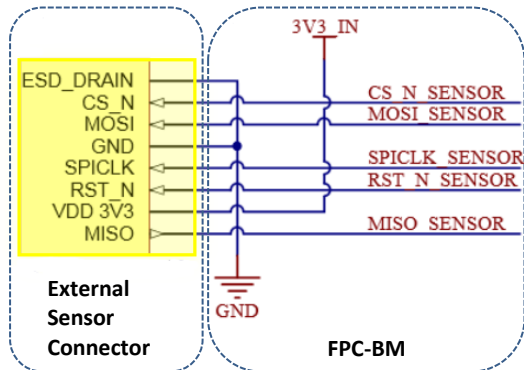 3V3_IN
ESD_DRAIN
CS_N
CS_N_SENSOR
MOSI
MOSI_SENSOR
GND
SPICLK
SPICLK_SENSOR
RST_N
RST_N_SENSOR
VDD 3V3
MISO
MISO_SENSOR
GND
External
Sensor
Connector
FPC-BM